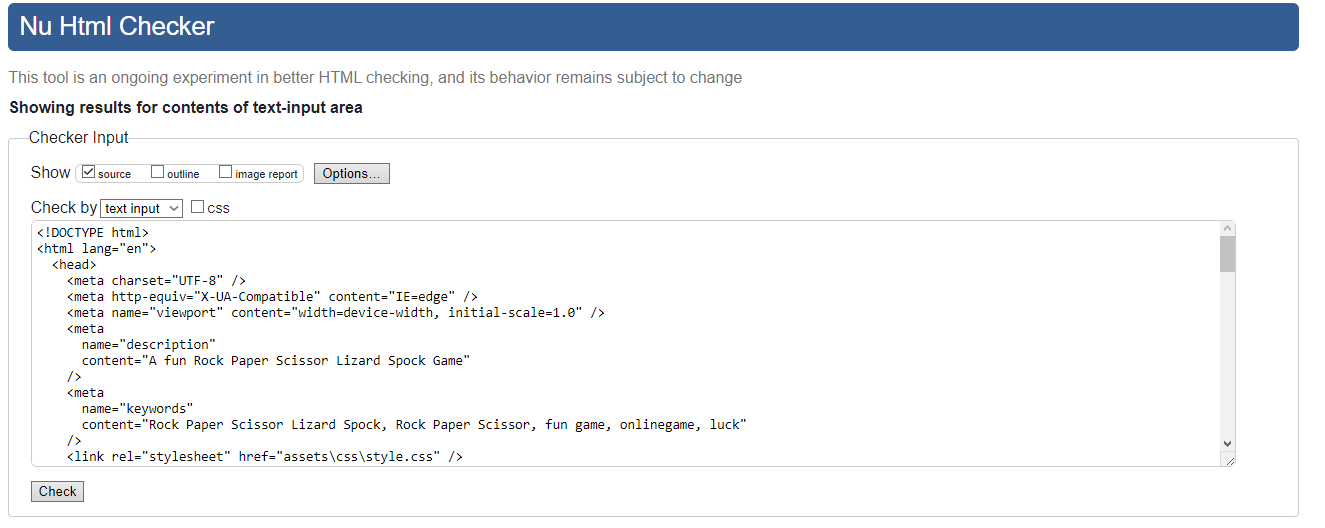 Nu Html Checker
This tool is an ongoing experiment in better HTML checking, and its behavior remains subject to change
Showing results for contents of text-input area
Checker Input
Show source outline image report Options...
Check by text input css
<!DOCTYPE html>
<html lang="en">
<head>
<meta charset="UTF-8" />
<meta http-equiv="X-UA-Compatible" content="IE=edge" />
<meta name="viewport" content="width=device-width, initial-scale=1.0" />
<meta
name="description"
content="A fun Rock Paper Scissor Lizard Spock Game"
/>
<meta
name="keywords"
content="Rock Paper Scissor Lizard Spock, Rock Paper Scissor, fun game, onlinegame, luck"
/>
<link rel="stylesheet" href="assets\css\style.css" />
Check